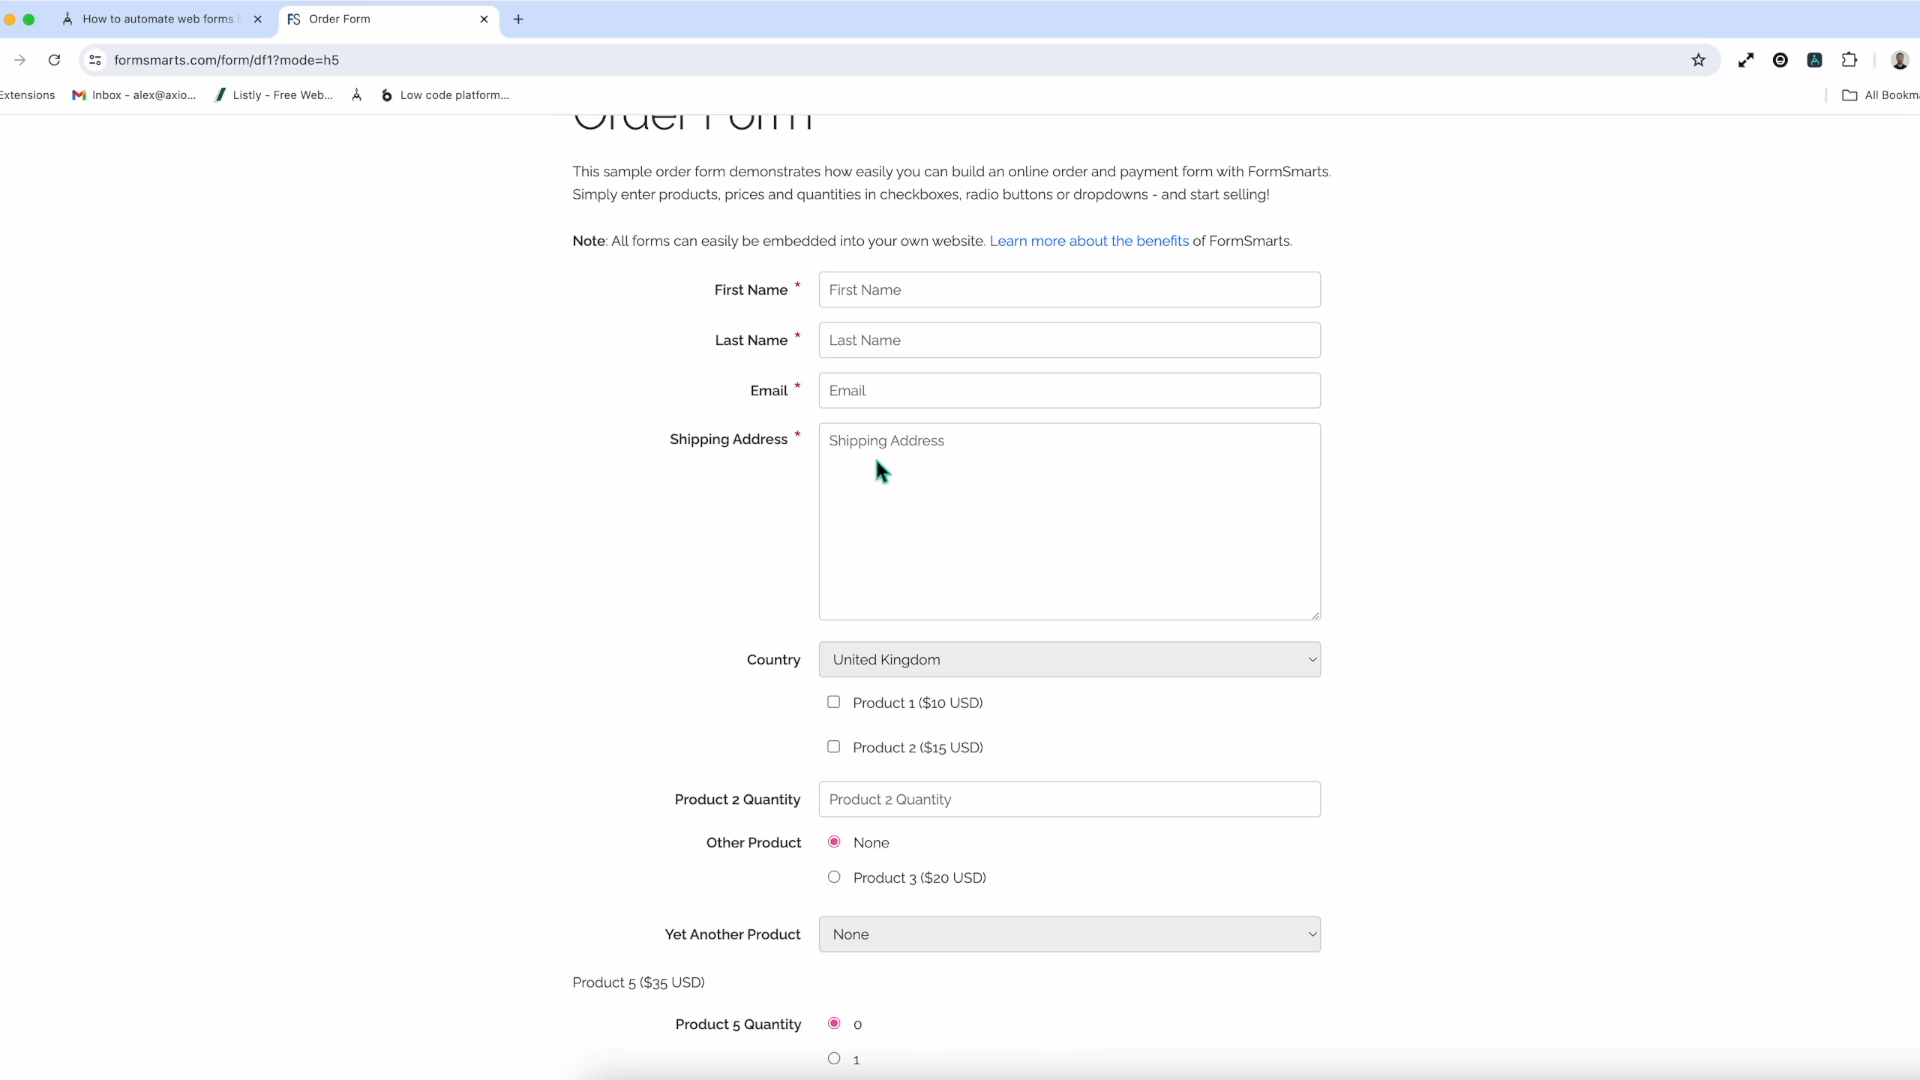 How to automate web forms
FS Order Form
formsmarts.com/form/df1?mode=h5
Extensions
Inbox - alex@axio...
Listly - Free Web...
Low code platform...
All Bookma
Order Form
This sample order form demonstrates how easily you can build an online order and payment form with FormSmarts.
Simply enter products, prices and quantities in checkboxes, radio buttons or dropdowns - and start selling!
Note: All forms can easily be embedded into your own website. Learn more about the benefits of FormSmarts.
First Name * First Name
Last Name * Last Name
Email * Email
Shipping Address * Shipping Address
Country United Kingdom
Product 1 ($10 USD)
Product 2 ($15 USD)
Product 2 Quantity Product 2 Quantity
Other Product None
Product 3 ($20 USD)
Yet Another Product None
Product 5 ($35 USD)
Product 5 Quantity 0
1